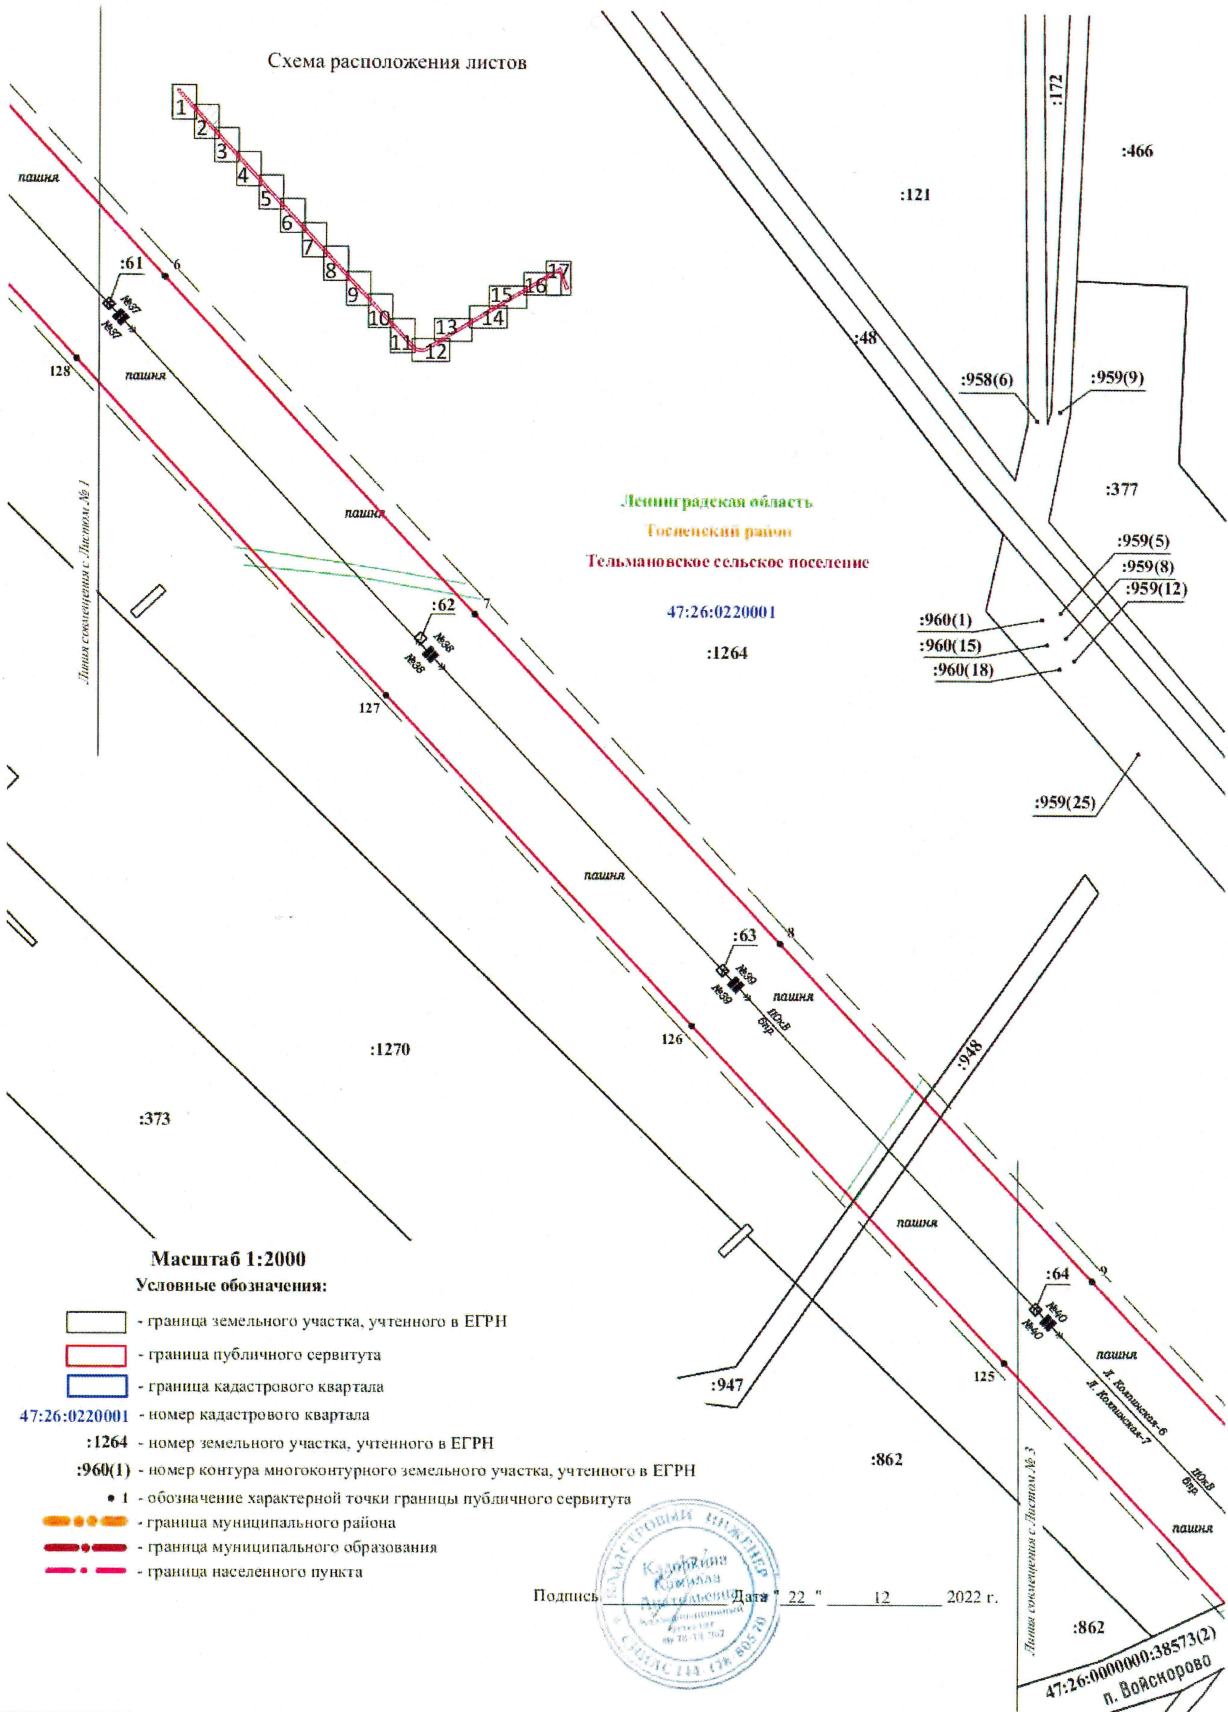 Схема расположения листов
1
2
3
4
5
6
7
8
9
10
11
12
13
14
15
16
17
:172
:466
:121
:48
:958(6)
:959(9)
:377
:959(5)
:959(8)
:959(12)
:960(1)
:960(15)
:960(18)
:959(25)
пашня
:61
6
№37
№37
128
пашня
Линия совмещения с Листом № 1
пашня
Ленинградская область
Тосненский район
Тельмановское сельское поселение
47:26:0220001
:1264
:62
7
№38
№38
127
пашня
:63
8
№39
№39
пашня
110кВ
6пр.
126
:948
:1270
:373
пашня
:64
9
№40
№40
125
пашня
Л. Колпинская-6
Л. Колпинская-7
110кВ
6пр.
пашня
:947
:862
Линия совмещения с Листом № 3
:862
47:26:0000000:38573(2)
п. Войскорово
Масштаб 1:2000
Условные обозначения:
- граница земельного участка, учтенного в ЕГРН
- граница публичного сервитута
- граница кадастрового квартала
47:26:0220001 - номер кадастрового квартала
:1264 - номер земельного участка, учтенного в ЕГРН
:960(1) - номер контура многоконтурного земельного участка, учтенного в ЕГРН
1 - обозначение характерной точки границы публичного сервитута
- граница муниципального района
- граница муниципального образования
- граница населенного пункта
Подпись Дата " 22 " 12 2022 г.
КАДАСТРОВЫЙ ИНЖЕНЕР